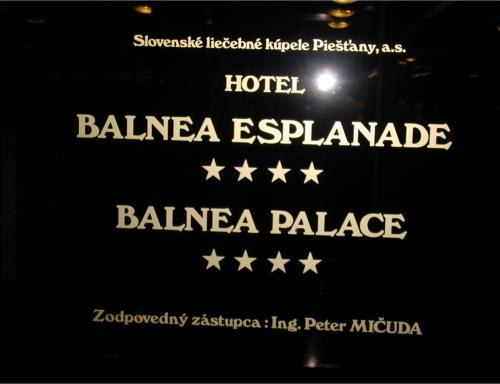 Slovenské liečebné kúpele Piešťany, a.s.
HOTEL
BALNEA ESPLANADE
★★★★
BALNEA PALACE
★★★★
Zodpovedný zástupca : Ing. Peter MIČUDA